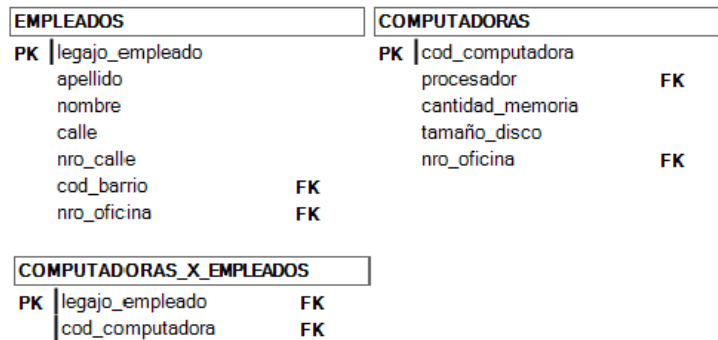 EMPLEADOS
PK legajo_empleado
apellido
nombre
calle
nro_calle
cod_barrio FK
nro_oficina FK
COMPUTADORAS
PK cod_computadora
procesador FK
cantidad_memoria
tamaño_disco
nro_oficina FK
COMPUTADORAS_X_EMPLEADOS
PK legajo_empleado FK
cod_computadora FK